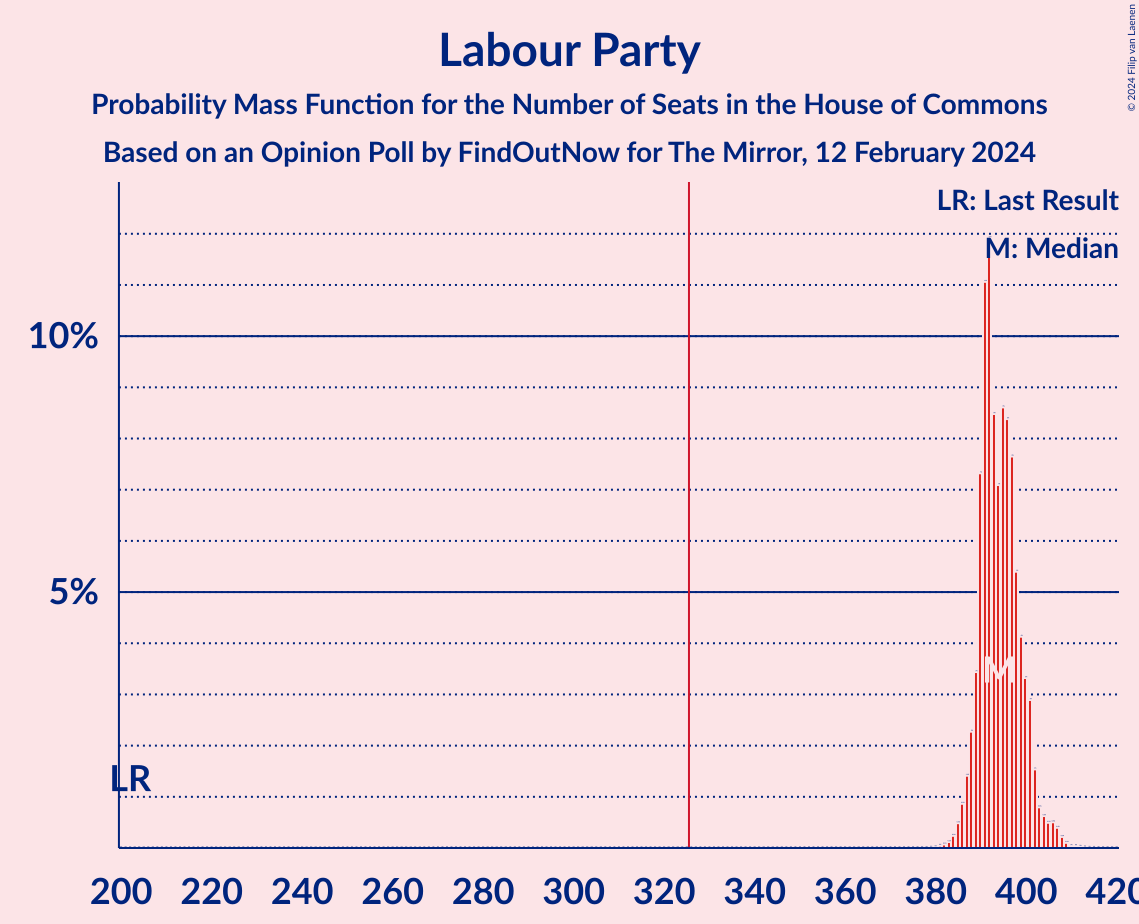 Labour Party
Probability Mass Function for the Number of Seats in the House of Commons
Based on an Opinion Poll by FindOutNow for The Mirror, 12 February 2024
© 2024 Filip van Laenen
LR: Last Result
M: Median
10%
5%
M
LR
200 220 240 260 280 300 320 340 360 380 400 420